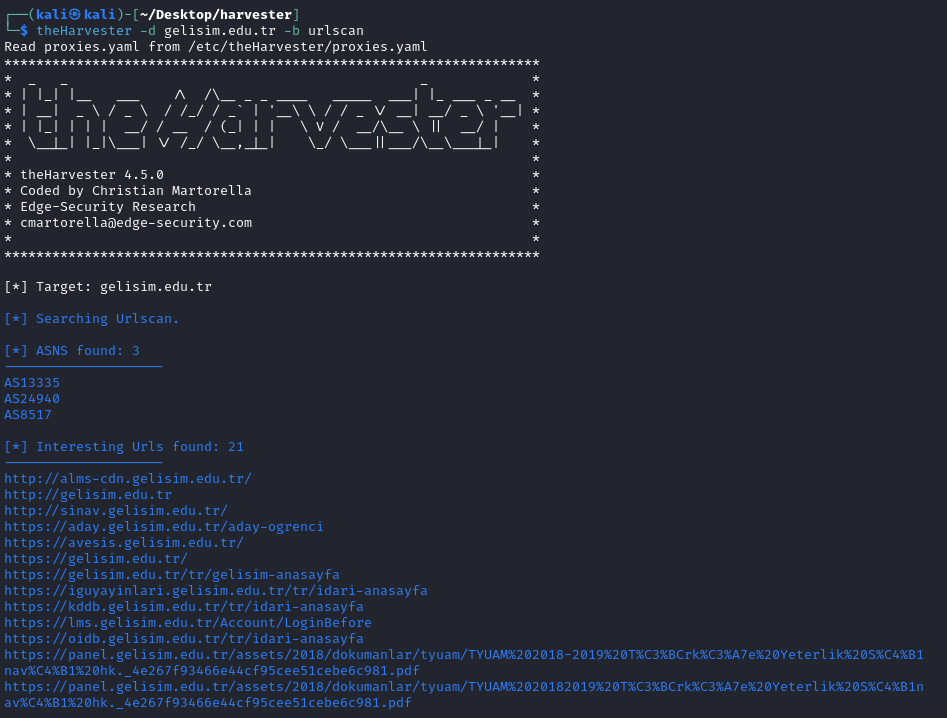 ┌──(kali㉿kali)-[~/Desktop/harvester]
└─$ theHarvester -d gelisim.edu.tr -b urlscan
Read proxies.yaml from /etc/theHarvester/proxies.yaml
*******************************************************************
*  _   _                                            _             *
* | |_| |__   ___    /\  /\__ _ _ ____   _____  ___| |_ ___ _ __  *
* | __|  _ \ / _ \  / /_/ / _` | '__\ \ / / _ \/ __| __/ _ \ '__| *
* | |_| | | |  __/ / __  / (_| | |   \ V /  __/\__ \ ||  __/ |    *
*  \__|_| |_|\___| \/ /_/ \__,_|_|    \_/ \___||___/\__\___|_|    *
*                                                                 *
* theHarvester 4.5.0                                              *
* Coded by Christian Martorella                                   *
* Edge-Security Research                                          *
* cmartorella@edge-security.com                                   *
*                                                                 *
*******************************************************************
[*] Target: gelisim.edu.tr
[*] Searching Urlscan.
[*] ASNS found: 3
--------------------
AS13335
AS24940
AS8517
[*] Interesting Urls found: 21
--------------------
http://alms-cdn.gelisim.edu.tr/
http://gelisim.edu.tr
http://sinav.gelisim.edu.tr/
https://aday.gelisim.edu.tr/aday-ogrenci
https://avesis.gelisim.edu.tr/
https://gelisim.edu.tr/
https://gelisim.edu.tr/tr/gelisim-anasayfa
https://iguyayinlari.gelisim.edu.tr/tr/idari-anasayfa
https://kddb.gelisim.edu.tr/tr/idari-anasayfa
https://lms.gelisim.edu.tr/Account/LoginBefore
https://oidb.gelisim.edu.tr/tr/idari-anasayfa
https://panel.gelisim.edu.tr/assets/2018/dokumanlar/tyuam/TYUAM%202018-2019%20T%C3%BCrk%C3%A7e%20Yeterlik%20S%C4%B1
nav%C4%B1%20hk._4e267f93466e44cf95cee51cebe6c981.pdf
https://panel.gelisim.edu.tr/assets/2018/dokumanlar/tyuam/TYUAM%2020182019%20T%C3%BCrk%C3%A7e%20Yeterlik%20S%C4%B1n
av%C4%B1%20hk._4e267f93466e44cf95cee51cebe6c981.pdf